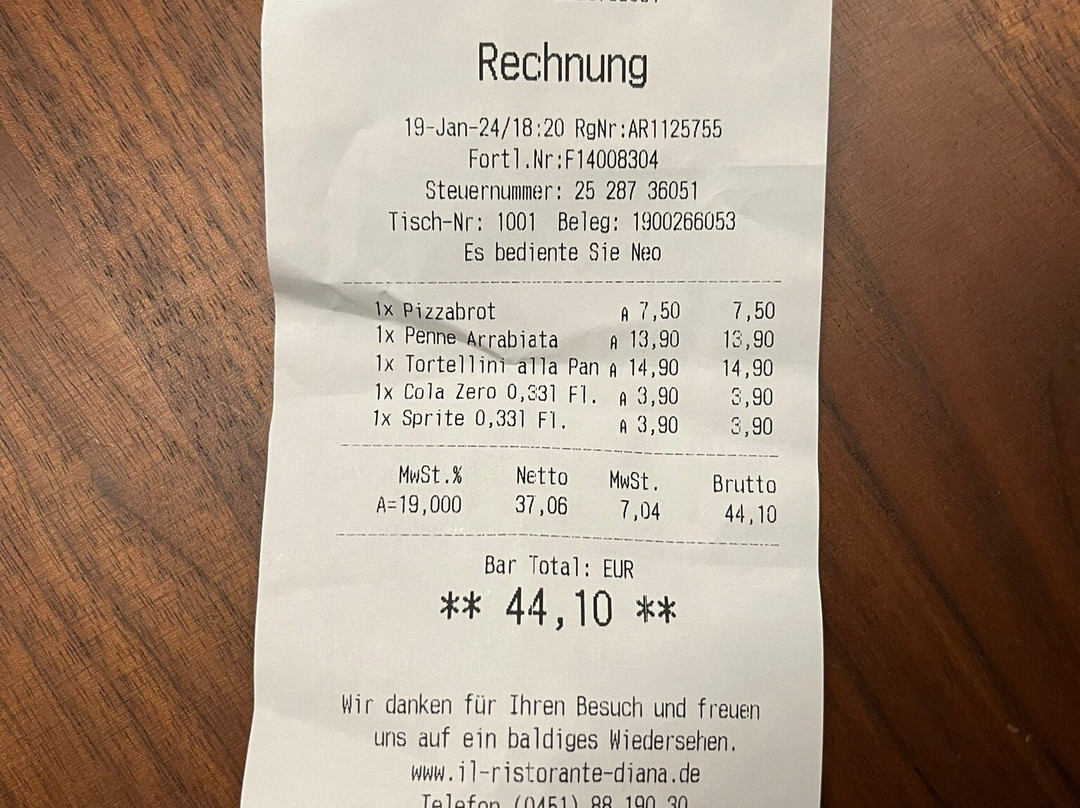 Rechnung
19-Jan-24/18:20 RgNr:AR1125755
Fortl.Nr:F14008304
Steuernummer: 25 287 36051
Tisch-Nr: 1001 Beleg: 1900266053
Es bediente Sie Neo
1x Pizzabrot A 7,50 7,50
1x Penne Arrabiata A 13,90 13,90
1x Tortellini alla Pan A 14,90 14,90
1x Cola Zero 0,33l Fl. A 3,90 3,90
1x Sprite 0,33l Fl. A 3,90 3,90
MwSt.% Netto MwSt. Brutto
A=19,000 37,06 7,04 44,10
Bar Total: EUR
** 44,10 **
Wir danken für Ihren Besuch und freuen
uns auf ein baldiges Wiedersehen.
www.il-ristorante-diana.de
Telefon (0451) 88 190 30